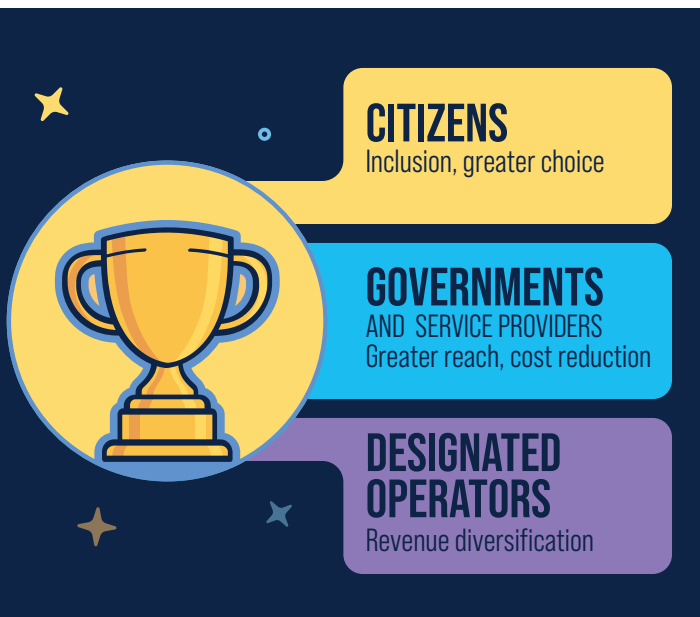 CITIZENS
Inclusion, greater choice
GOVERNMENTS
AND SERVICE PROVIDERS
Greater reach, cost reduction
DESIGNATED
OPERATORS
Revenue diversification